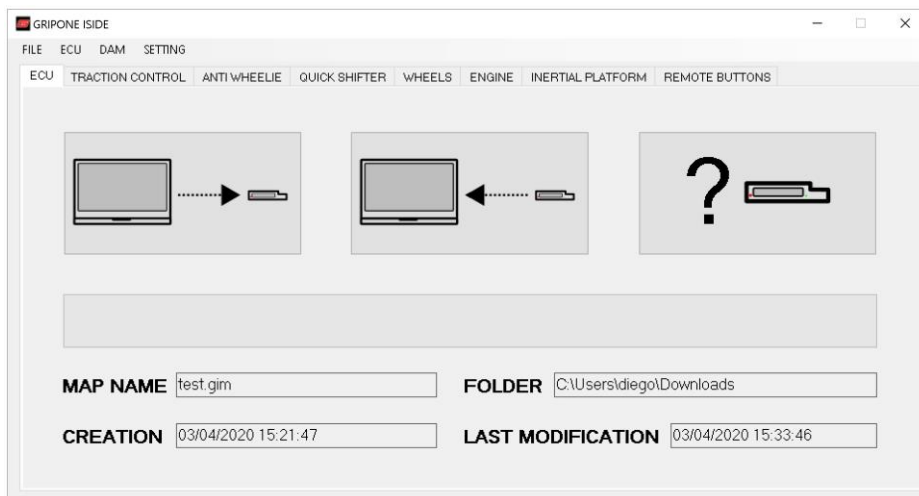 GRIPONE ISIDE
FILE ECU DAM SETTING
ECU TRACTION CONTROL ANTI WHEELIE QUICK SHIFTER WHEELS ENGINE INERTIAL PLATFORM REMOTE BUTTONS
?
MAP NAME test.gim FOLDER C:\Users\diego\Downloads
CREATION 03/04/2020 15:21:47 LAST MODIFICATION 03/04/2020 15:33:46